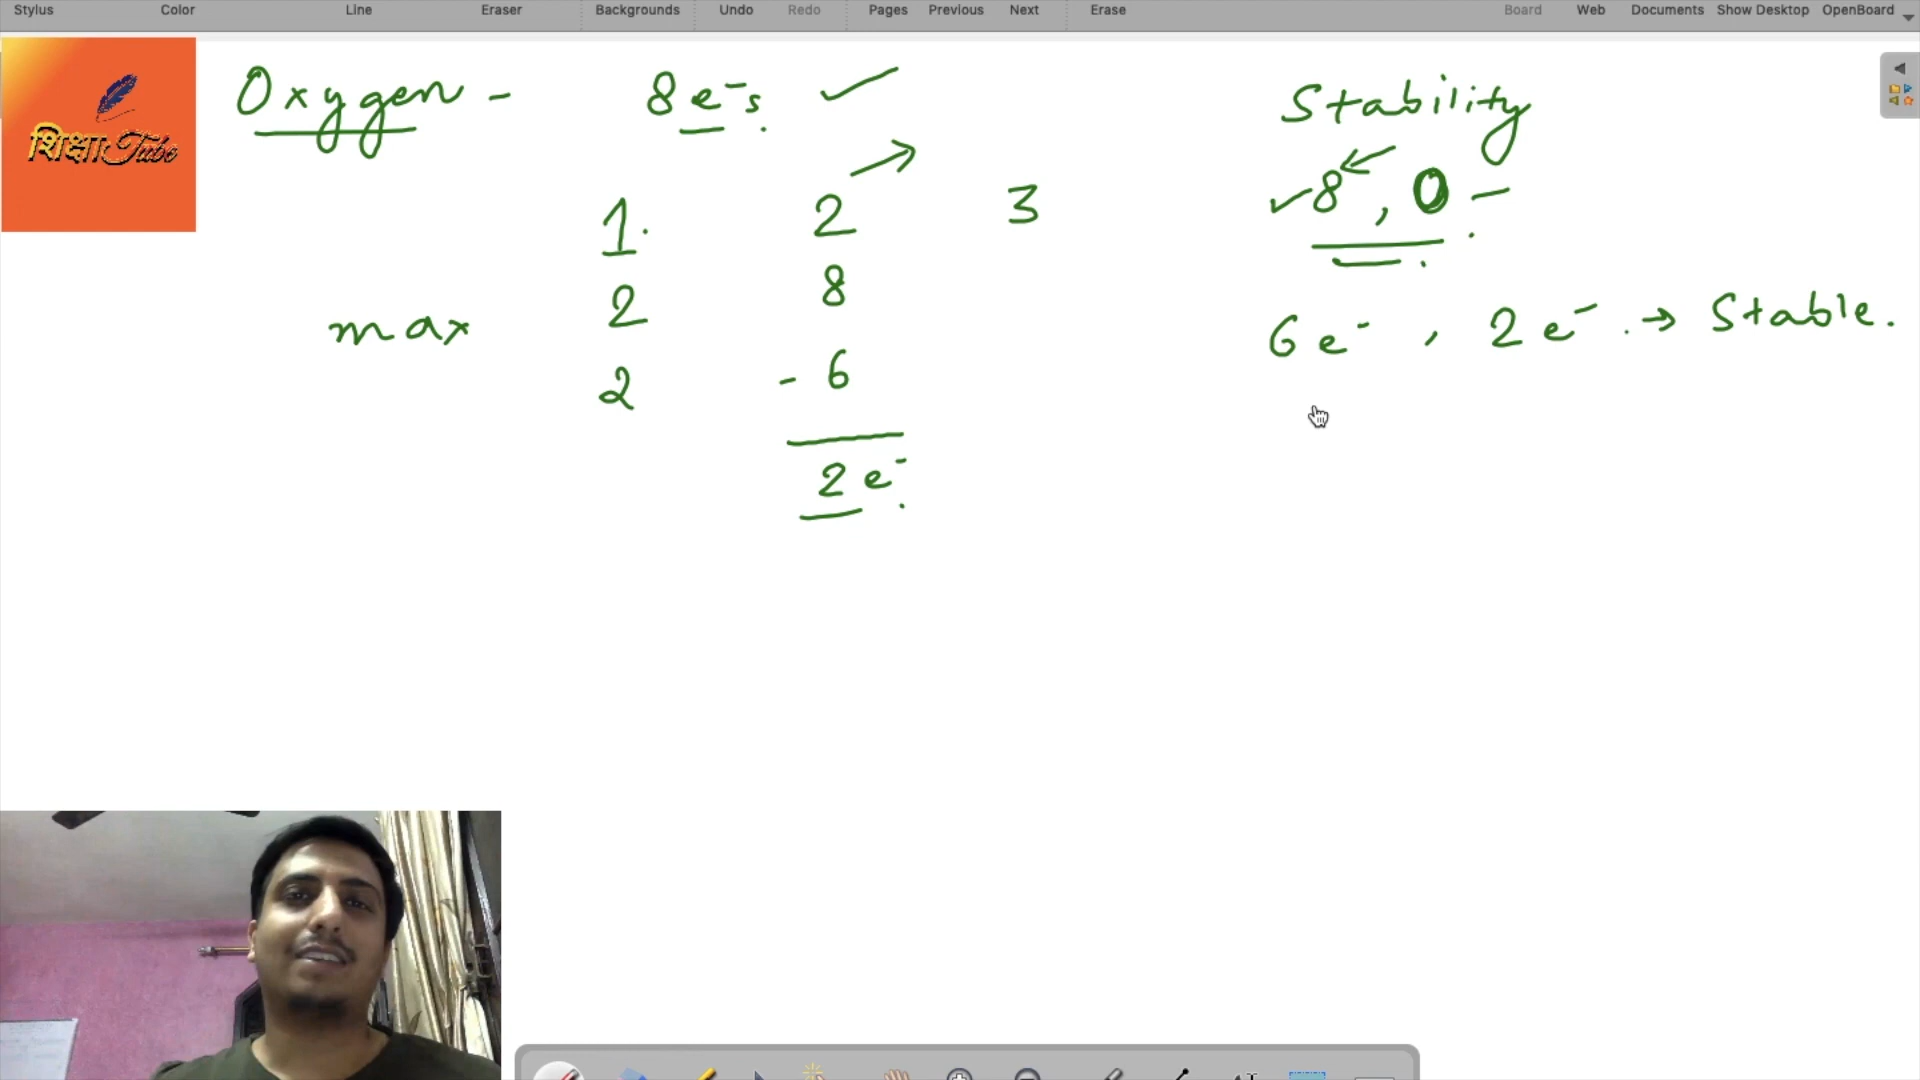 Stylus Color Line Eraser Backgrounds Undo Redo Pages Previous Next Erase Board Web Documents Show Desktop OpenBoard
शिक्षा Tube
Oxygen - 8e⁻s. ✓
Stability
1. 2 → 3
✓8 , 0 -
max 2 8
6e⁻ , 2e⁻ . → Stable.
2 - 6
2e⁻.